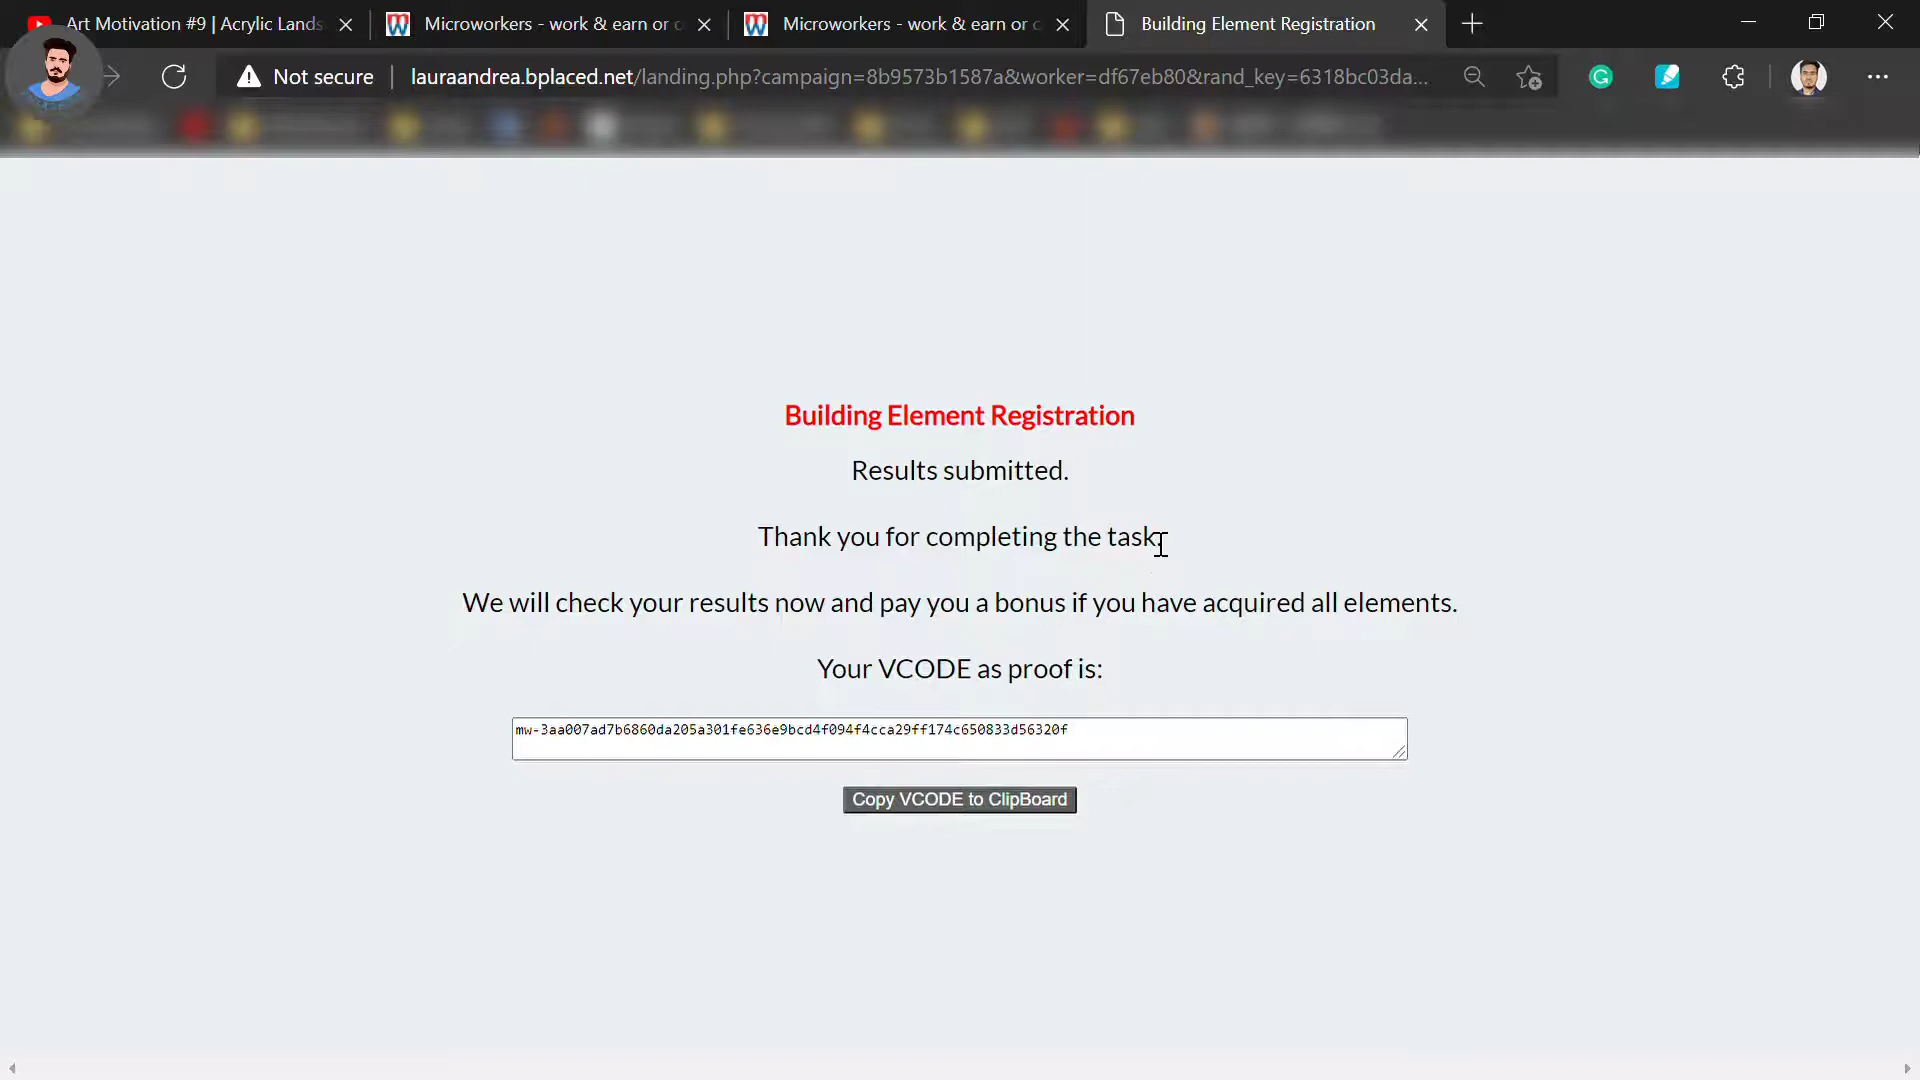 Art Motivation #9 | Acrylic Lands
Microworkers - work & earn or c
Microworkers - work & earn or c
Building Element Registration
Not secure
lauraandrea.bplaced.net/landing.php?campaign=8b9573b1587a&worker=df67eb80&rand_key=6318bc03da...
Building Element Registration
Results submitted.
Thank you for completing the task.
We will check your results now and pay you a bonus if you have acquired all elements.
Your VCODE as proof is:
mw-3aa007ad7b6860da205a301fe636e9bcd4f094f4cca29ff174c650833d56320f
Copy VCODE to ClipBoard